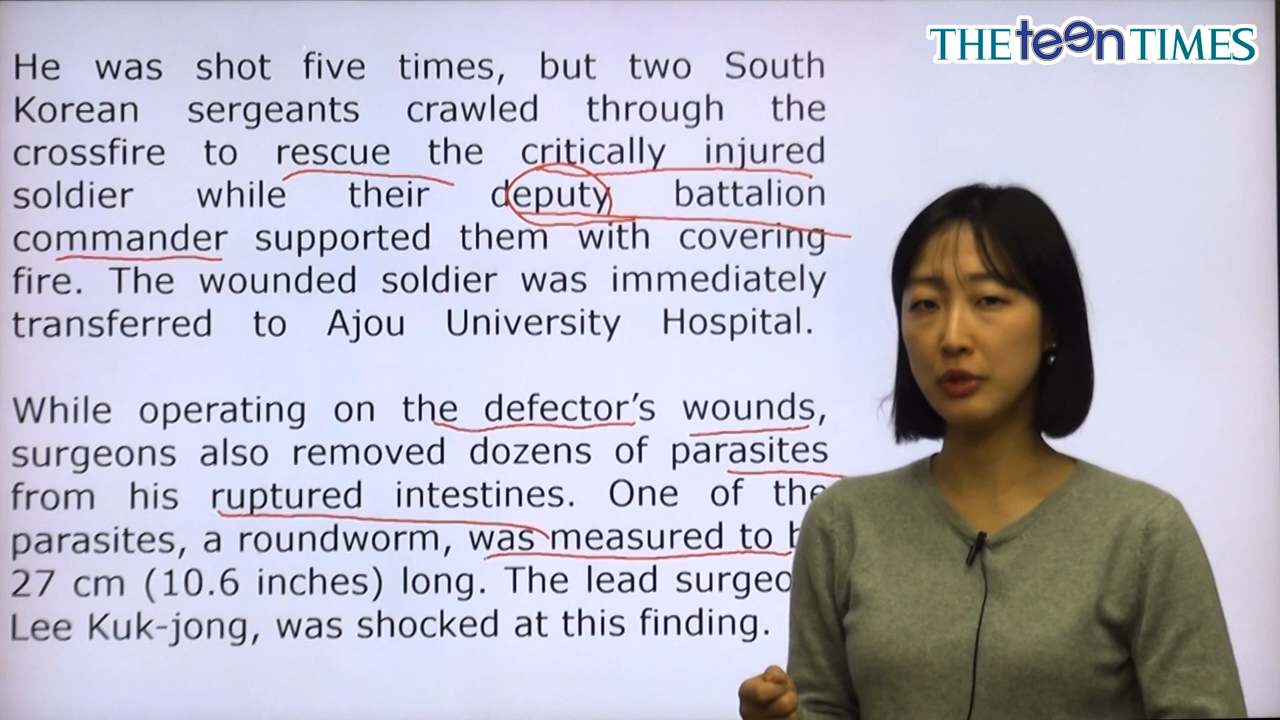 THE teen TIMES
He was shot five times, but two South
Korean sergeants crawled through the
crossfire to rescue the critically injured
soldier while their deputy battalion
commander supported them with covering
fire. The wounded soldier was immediately
transferred to Ajou University Hospital.
While operating on the defector's wounds,
surgeons also removed dozens of parasites
from his ruptured intestines. One of the
parasites, a roundworm, was measured to
27 cm (10.6 inches) long. The lead
Lee Kuk-jong, was shocked at this finding.